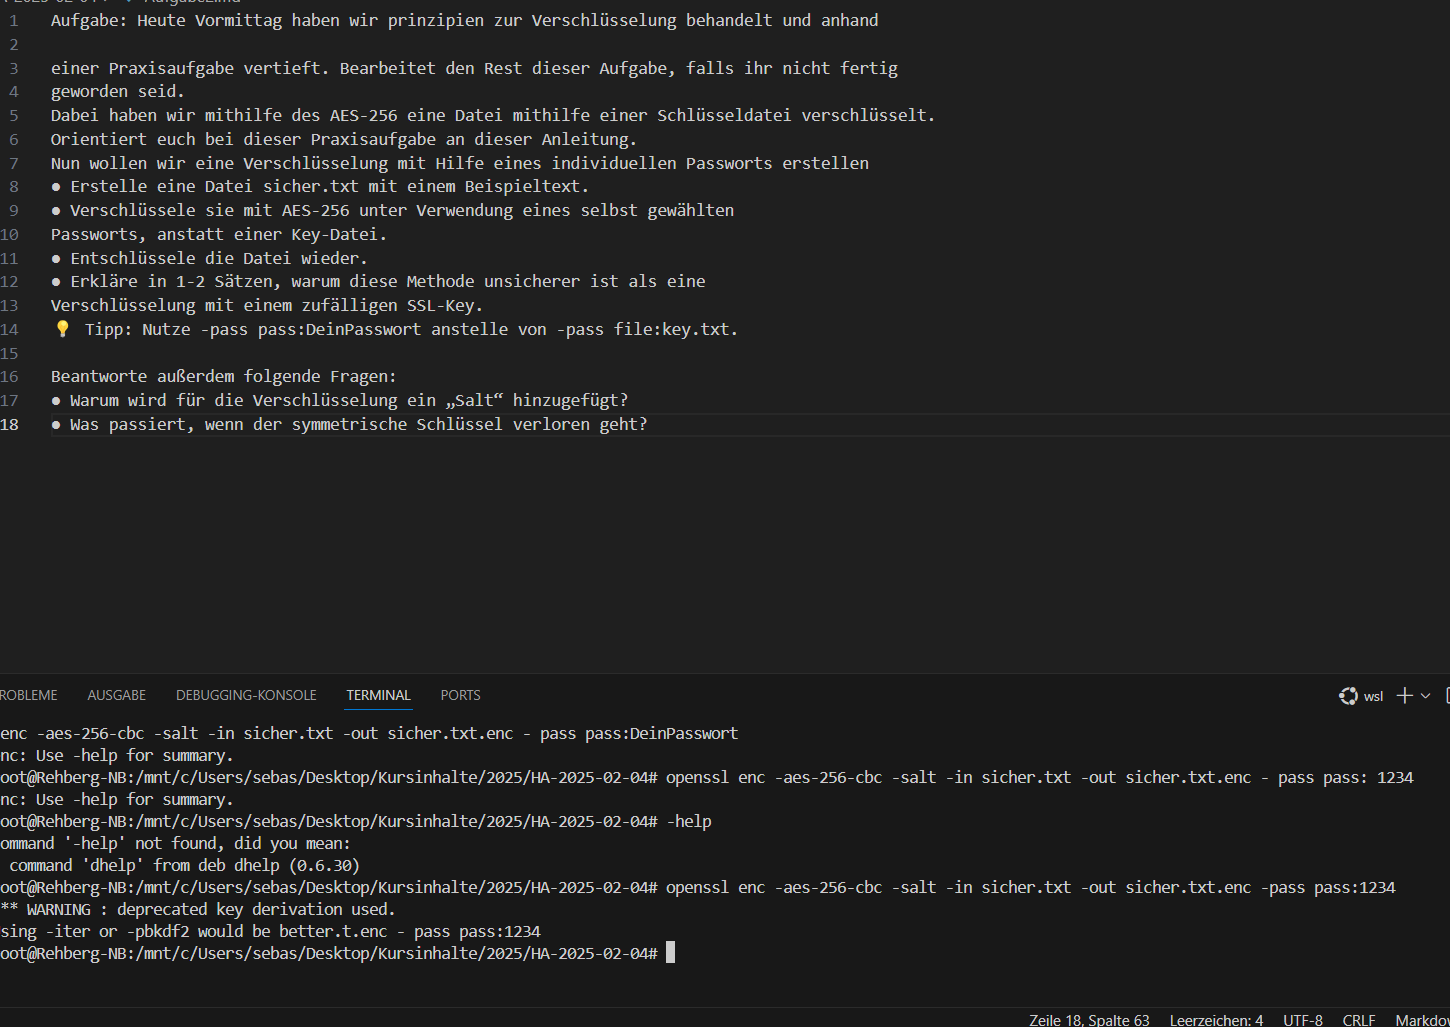 1 Aufgabe: Heute Vormittag haben wir prinzipien zur Verschlüsselung behandelt und anhand
2
3 einer Praxisaufgabe vertieft. Bearbeitet den Rest dieser Aufgabe, falls ihr nicht fertig
4 geworden seid.
5 Dabei haben wir mithilfe des AES-256 eine Datei mithilfe einer Schlüsseldatei verschlüsselt.
6 Orientiert euch bei dieser Praxisaufgabe an dieser Anleitung.
7 Nun wollen wir eine Verschlüsselung mit Hilfe eines individuellen Passworts erstellen
8 ● Erstelle eine Datei sicher.txt mit einem Beispieltext.
9 ● Verschlüssele sie mit AES-256 unter Verwendung eines selbst gewählten
10 Passworts, anstatt einer Key-Datei.
11 ● Entschlüssele die Datei wieder.
12 ● Erkläre in 1-2 Sätzen, warum diese Methode unsicherer ist als eine
13 Verschlüsselung mit einem zufälligen SSL-Key.
14 💡 Tipp: Nutze -pass pass:DeinPasswort anstelle von -pass file:key.txt.
15
16 Beantworte außerdem folgende Fragen:
17 ● Warum wird für die Verschlüsselung ein „Salt“ hinzugefügt?
18 ● Was passiert, wenn der symmetrische Schlüssel verloren geht?
ROBLEME AUSGABE DEBUGGING-KONSOLE TERMINAL PORTS wsl
enc -aes-256-cbc -salt -in sicher.txt -out sicher.txt.enc - pass pass:DeinPasswort
nc: Use -help for summary.
oot@Rehberg-NB:/mnt/c/Users/sebas/Desktop/Kursinhalte/2025/HA-2025-02-04# openssl enc -aes-256-cbc -salt -in sicher.txt -out sicher.txt.enc - pass pass: 1234
nc: Use -help for summary.
oot@Rehberg-NB:/mnt/c/Users/sebas/Desktop/Kursinhalte/2025/HA-2025-02-04# -help
ommand '-help' not found, did you mean:
command 'dhelp' from deb dhelp (0.6.30)
oot@Rehberg-NB:/mnt/c/Users/sebas/Desktop/Kursinhalte/2025/HA-2025-02-04# openssl enc -aes-256-cbc -salt -in sicher.txt -out sicher.txt.enc -pass pass:1234
** WARNING : deprecated key derivation used.
sing -iter or -pbkdf2 would be better.t.enc - pass pass:1234
oot@Rehberg-NB:/mnt/c/Users/sebas/Desktop/Kursinhalte/2025/HA-2025-02-04#
Zeile 18, Spalte 63 Leerzeichen: 4 UTF-8 CRLF Markdow